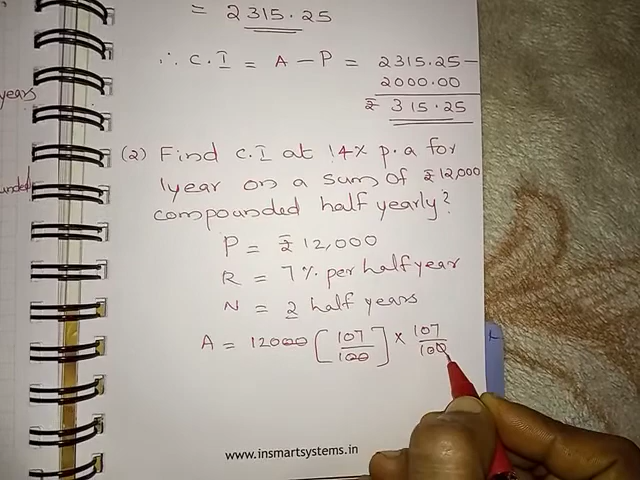 = 2315.25
∴ C.I = A - P = 2315.25 -
2000.00
₹ 315.25
years
(2) Find C.I at 14% p.a for
1year on a sum of ₹12,000
compounded half yearly?
P = ₹12,000
R = 7% per half year
N = 2 half years
A = 12000 [107/100] × 107/100
www.insmartsystems.in